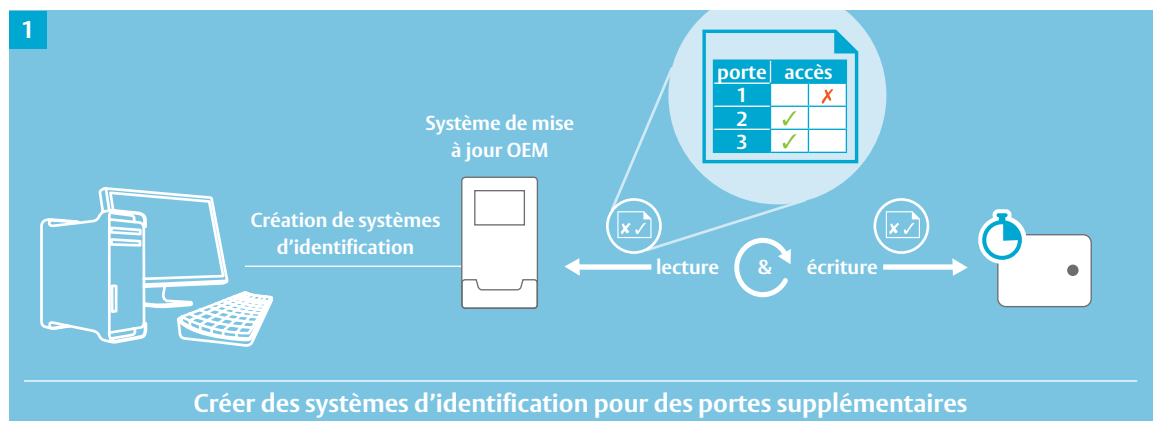 1
porte accès
1 ✗
2 ✓
3 ✓
Système de mise
à jour OEM
Création de systèmes
d'identification
✗✓
✗✓
lecture & écriture
Créer des systèmes d'identification pour des portes supplémentaires